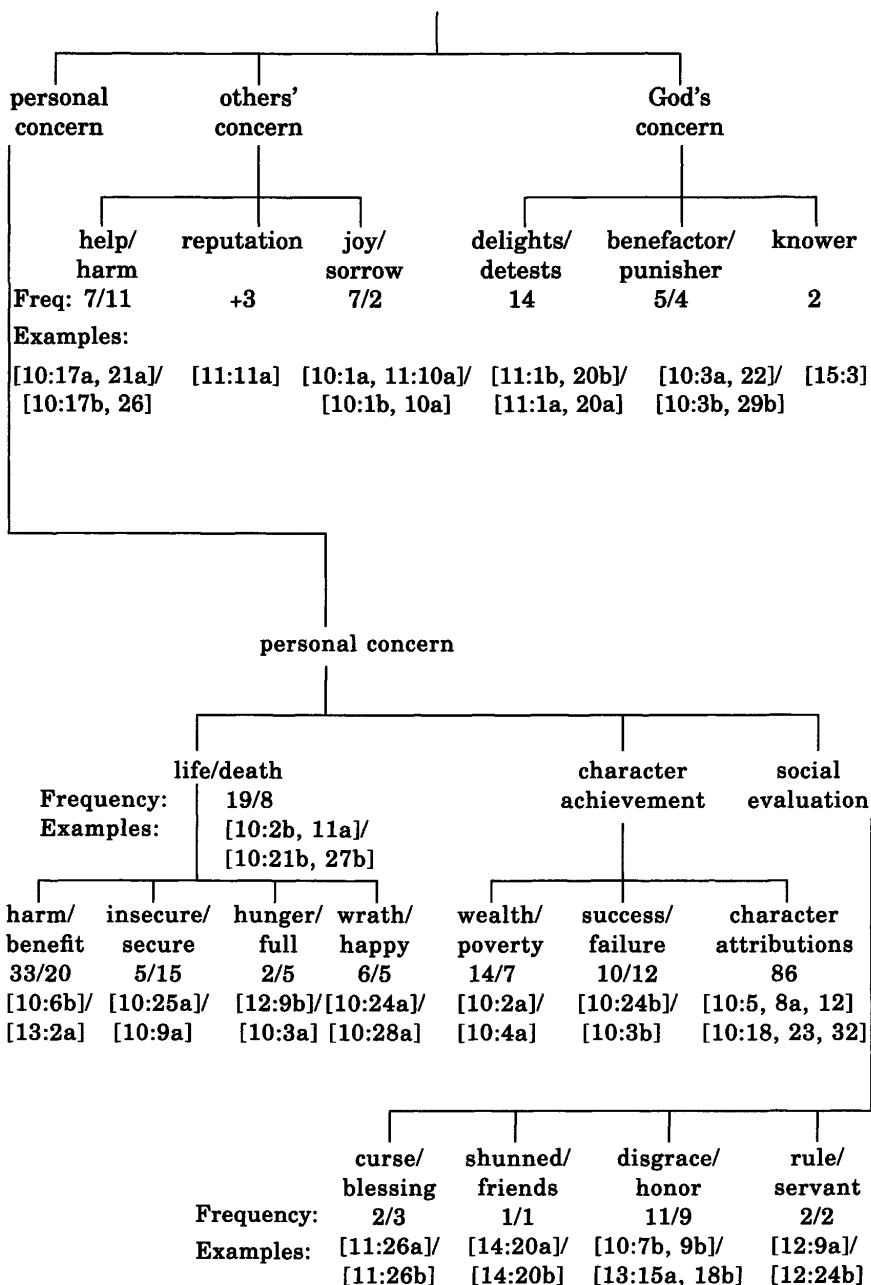 personal others' God's
concern concern concern
help/ reputation joy/ delights/ benefactor/ knower
harm sorrow detests punisher
Freq: 7/11 +3 7/2 14 5/4 2
Examples:
[10:17a, 21a]/ [11:11a] [10:1a, 11:10a]/ [11:1b, 20b]/ [10:3a, 22]/ [15:3]
[10:17b, 26] [10:1b, 10a] [11:1a, 20a] [10:3b, 29b]
personal concern
life/death character social
Frequency: 19/8 achievement evaluation
Examples: [10:2b, 11a]/
[10:21b, 27b]
harm/ insecure/ hunger/ wrath/ wealth/ success/ character
benefit secure full happy poverty failure attributions
33/20 5/15 2/5 6/5 14/7 10/12 86
[10:6b]/ [10:25a]/ [12:9b]/ [10:24a]/ [10:2a]/ [10:24b]/ [10:5, 8a, 12]
[13:2a] [10:9a] [10:3a] [10:28a] [10:4a] [10:3b] [10:18, 23, 32]
curse/ shunned/ disgrace/ rule/
blessing friends honor servant
Frequency: 2/3 1/1 11/9 2/2
Examples: [11:26a]/ [14:20a]/ [10:7b, 9b]/ [12:9a]/
[11:26b] [14:20b] [13:15a, 18b] [12:24b]